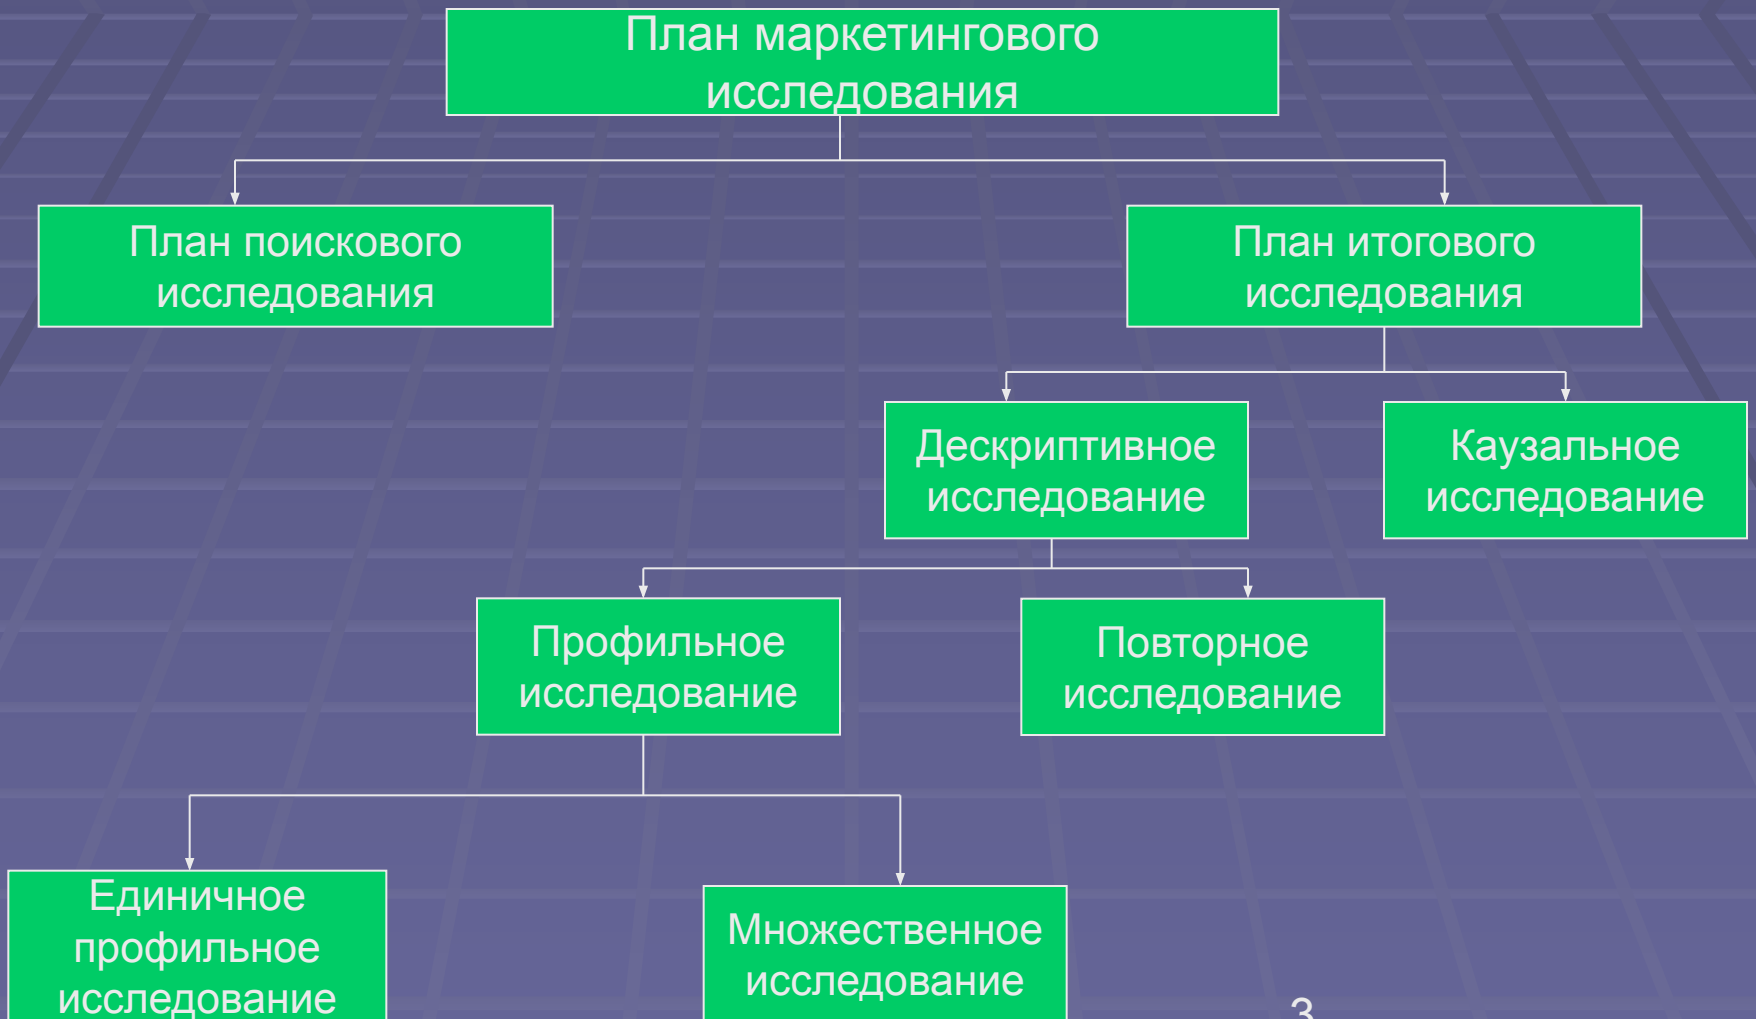 План маркетингового
исследования
План поискового
исследования
План итогового
исследования
Дескриптивное
исследование
Каузальное
исследование
Профильное
исследование
Повторное
исследование
Единичное
профильное
исследование
Множественное
исследование
3